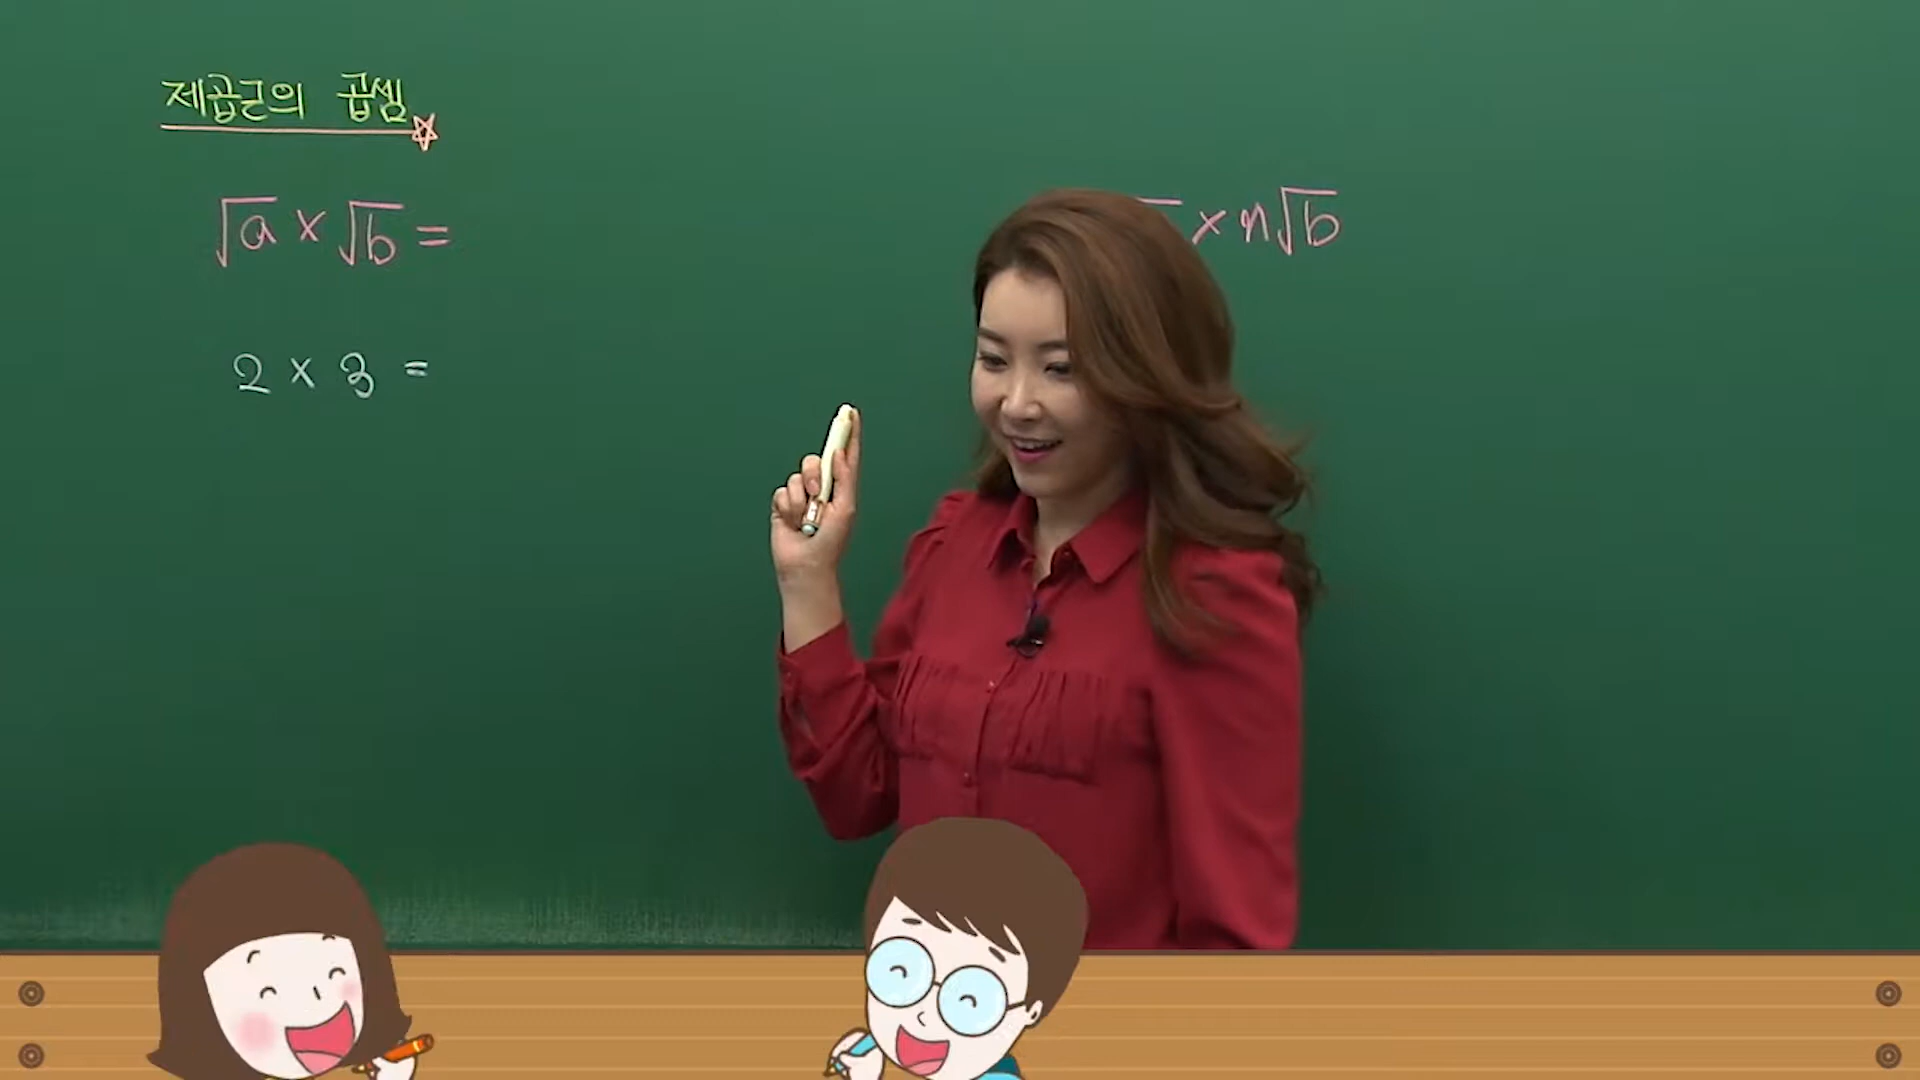 제곱근의 곱셈
√a × √b =
× n√b
2 × 3 =